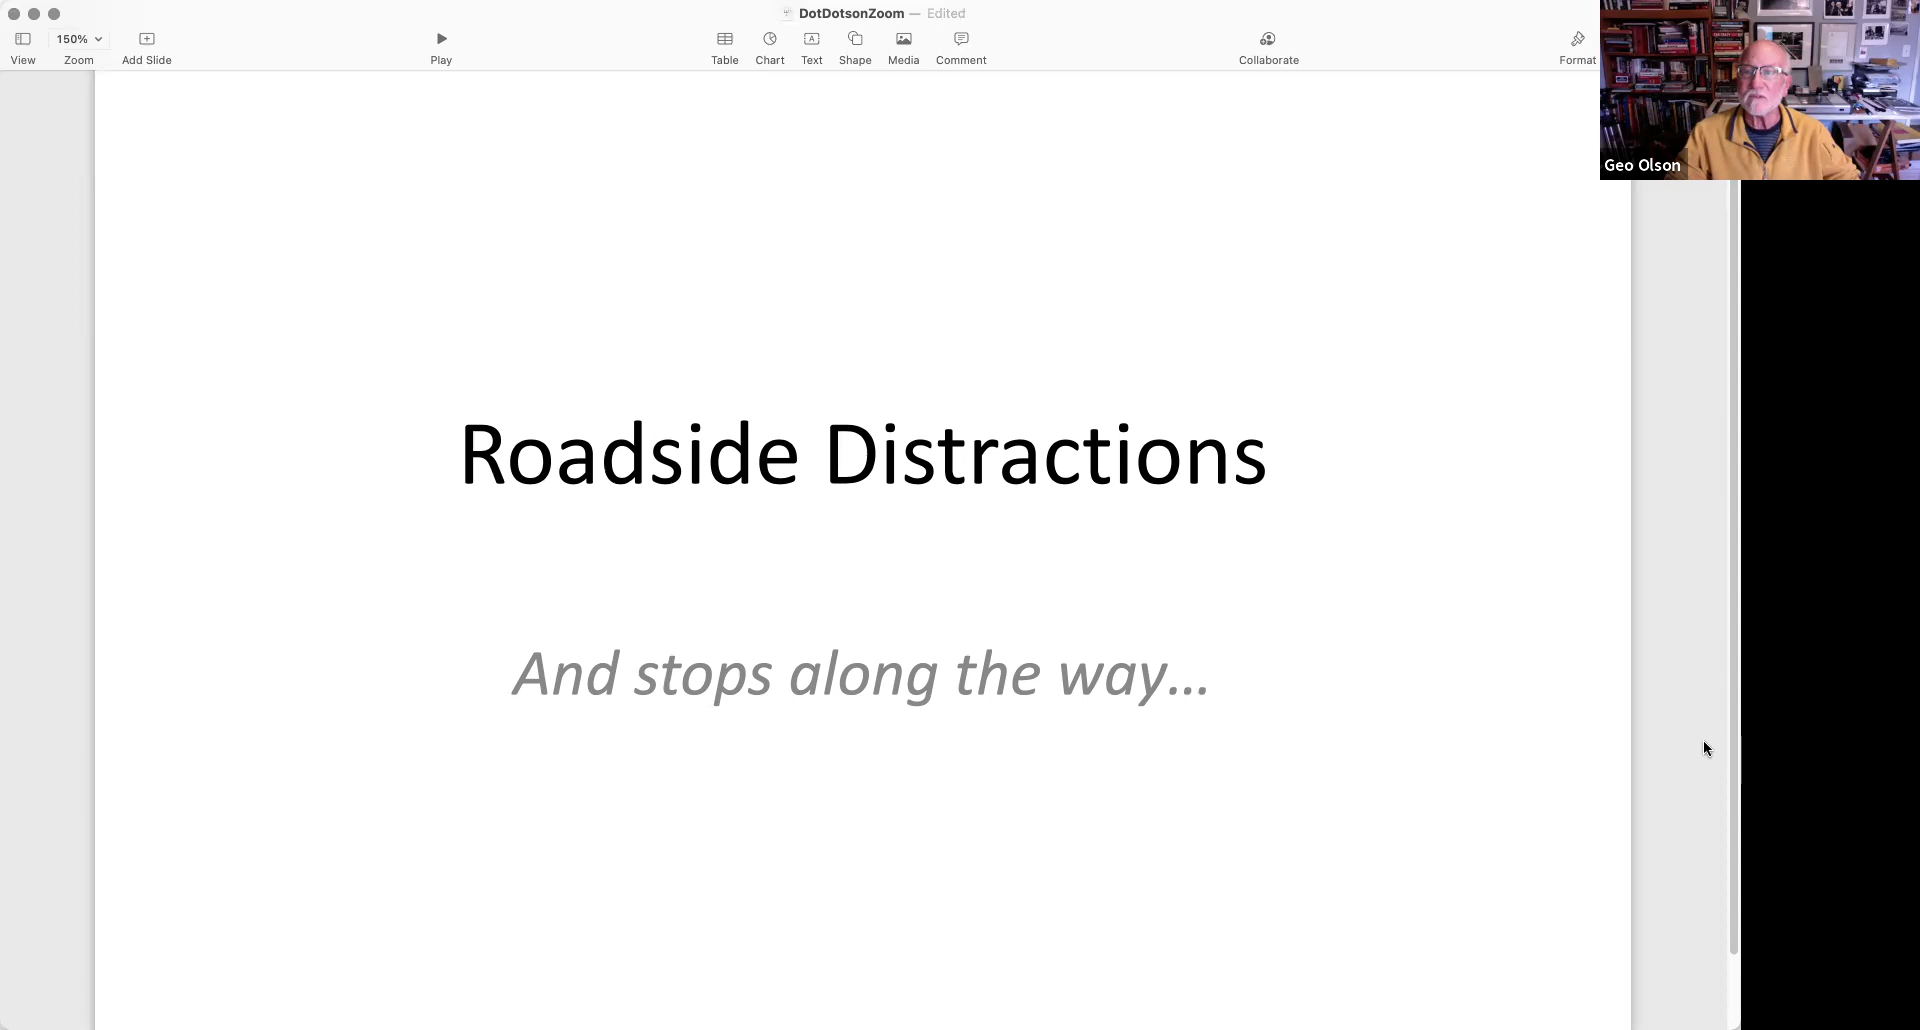 DotDotsonZoom — Edited
150%
View
Zoom
Add Slide
Play
Table
Chart
Text
Shape
Media
Comment
Collaborate
Format
Geo Olson
Roadside Distractions
And stops along the way...